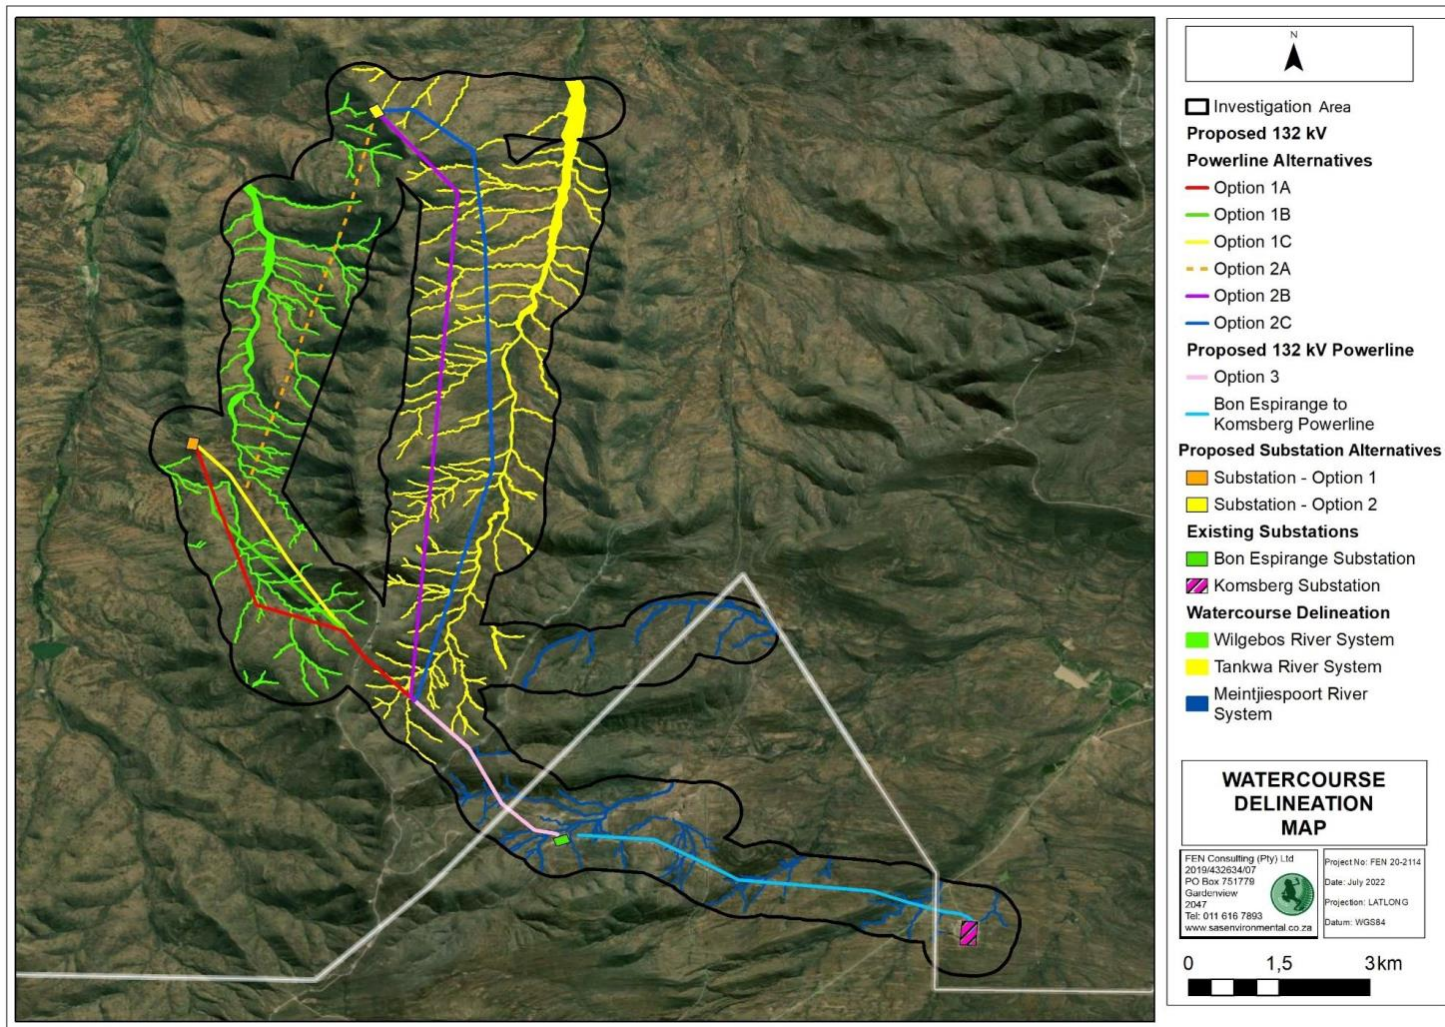 N
Investigation Area
Proposed 132 kV
Powerline Alternatives
Option 1A
Option 1B
Option 1C
Option 2A
Option 2B
Option 2C
Proposed 132 kV Powerline
Option 3
Bon Espirange to
Komsberg Powerline
Proposed Substation Alternatives
Substation - Option 1
Substation - Option 2
Existing Substations
Bon Espirange Substation
Komsberg Substation
Watercourse Delineation
Wilgebos River System
Tankwa River System
Meintjiespoort River
System
WATERCOURSE
DELINEATION
MAP
FEN Consulting (Pty) Ltd
2019/432634/07
PO Box 751779
Gardenview
2047
Tel: 011 616 7893
www.sasenvironmental.co.za
Project No: FEN 20-2114
Date: July 2022
Projection: LATLONG
Datum: WGS84
0 1,5 3km